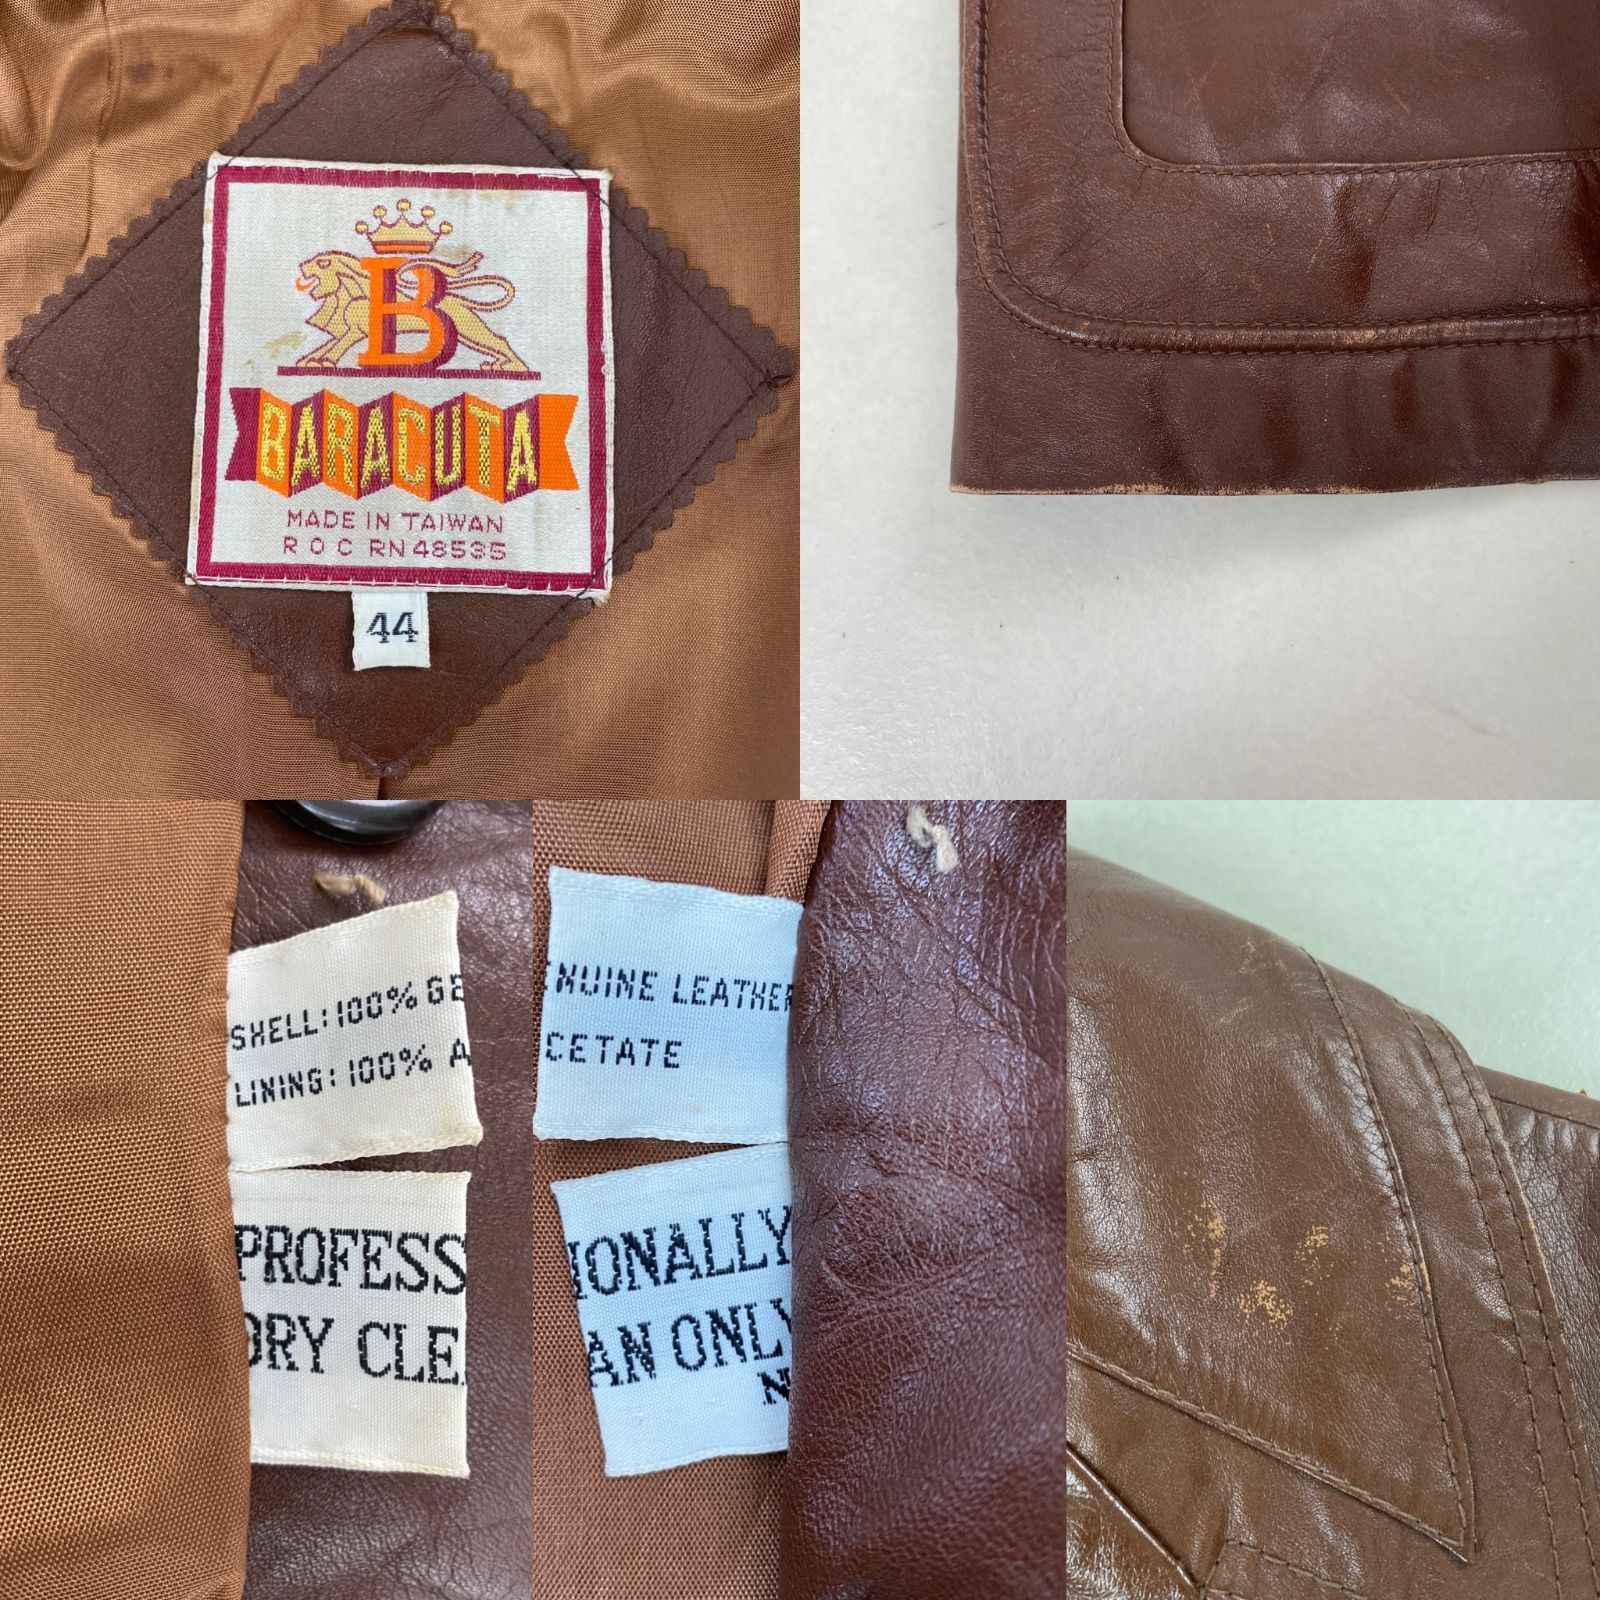 B
BARACUTA
MADE IN TAIWAN
R O C RN 48535
44
SHELL: 100% GE
LINING: 100% A
PROFESS
DRY CLE
ENUINE LEATHER
CETATE
IONALLY
AN ONLY
N